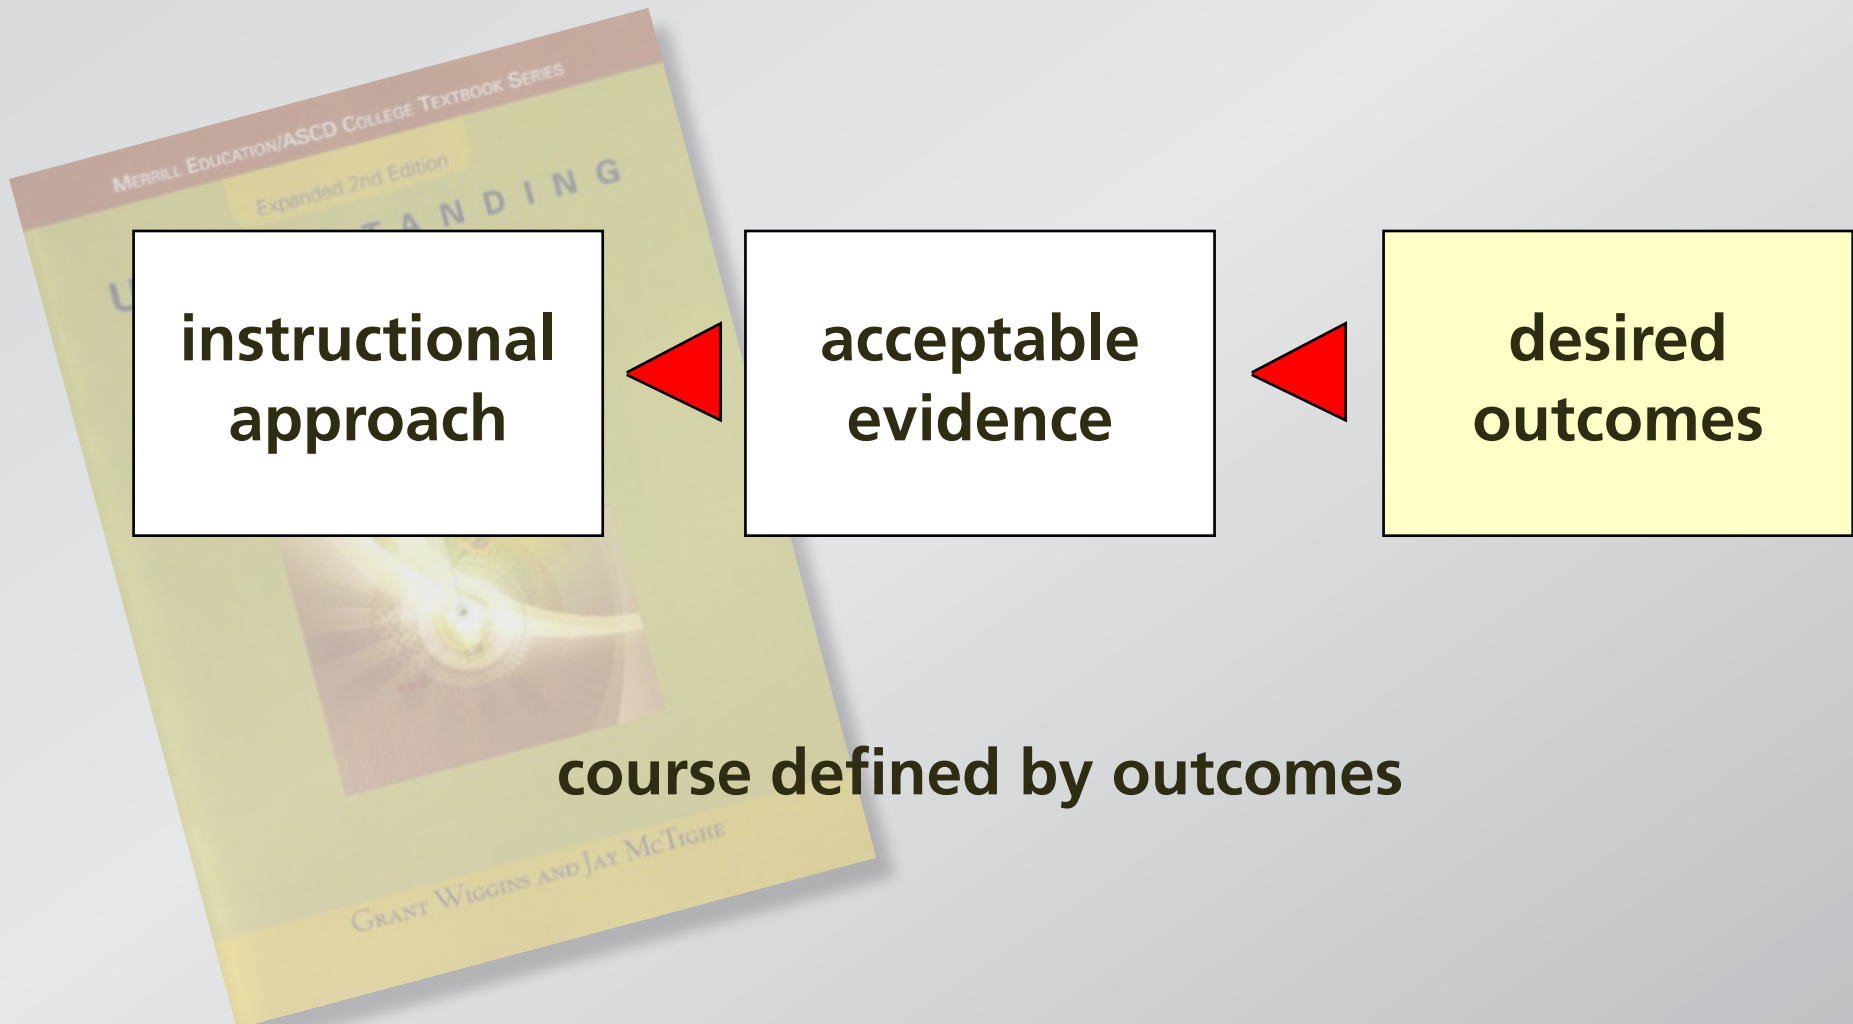 MERRILL EDUCATION/ASCD COLLEGE TEXTBOOK SERIES
Expanded 2nd Edition
TANDING
U
instructional
approach
acceptable
evidence
desired
outcomes
course defined by outcomes
GRANT WIGGINS AND JAY MCTIGHE